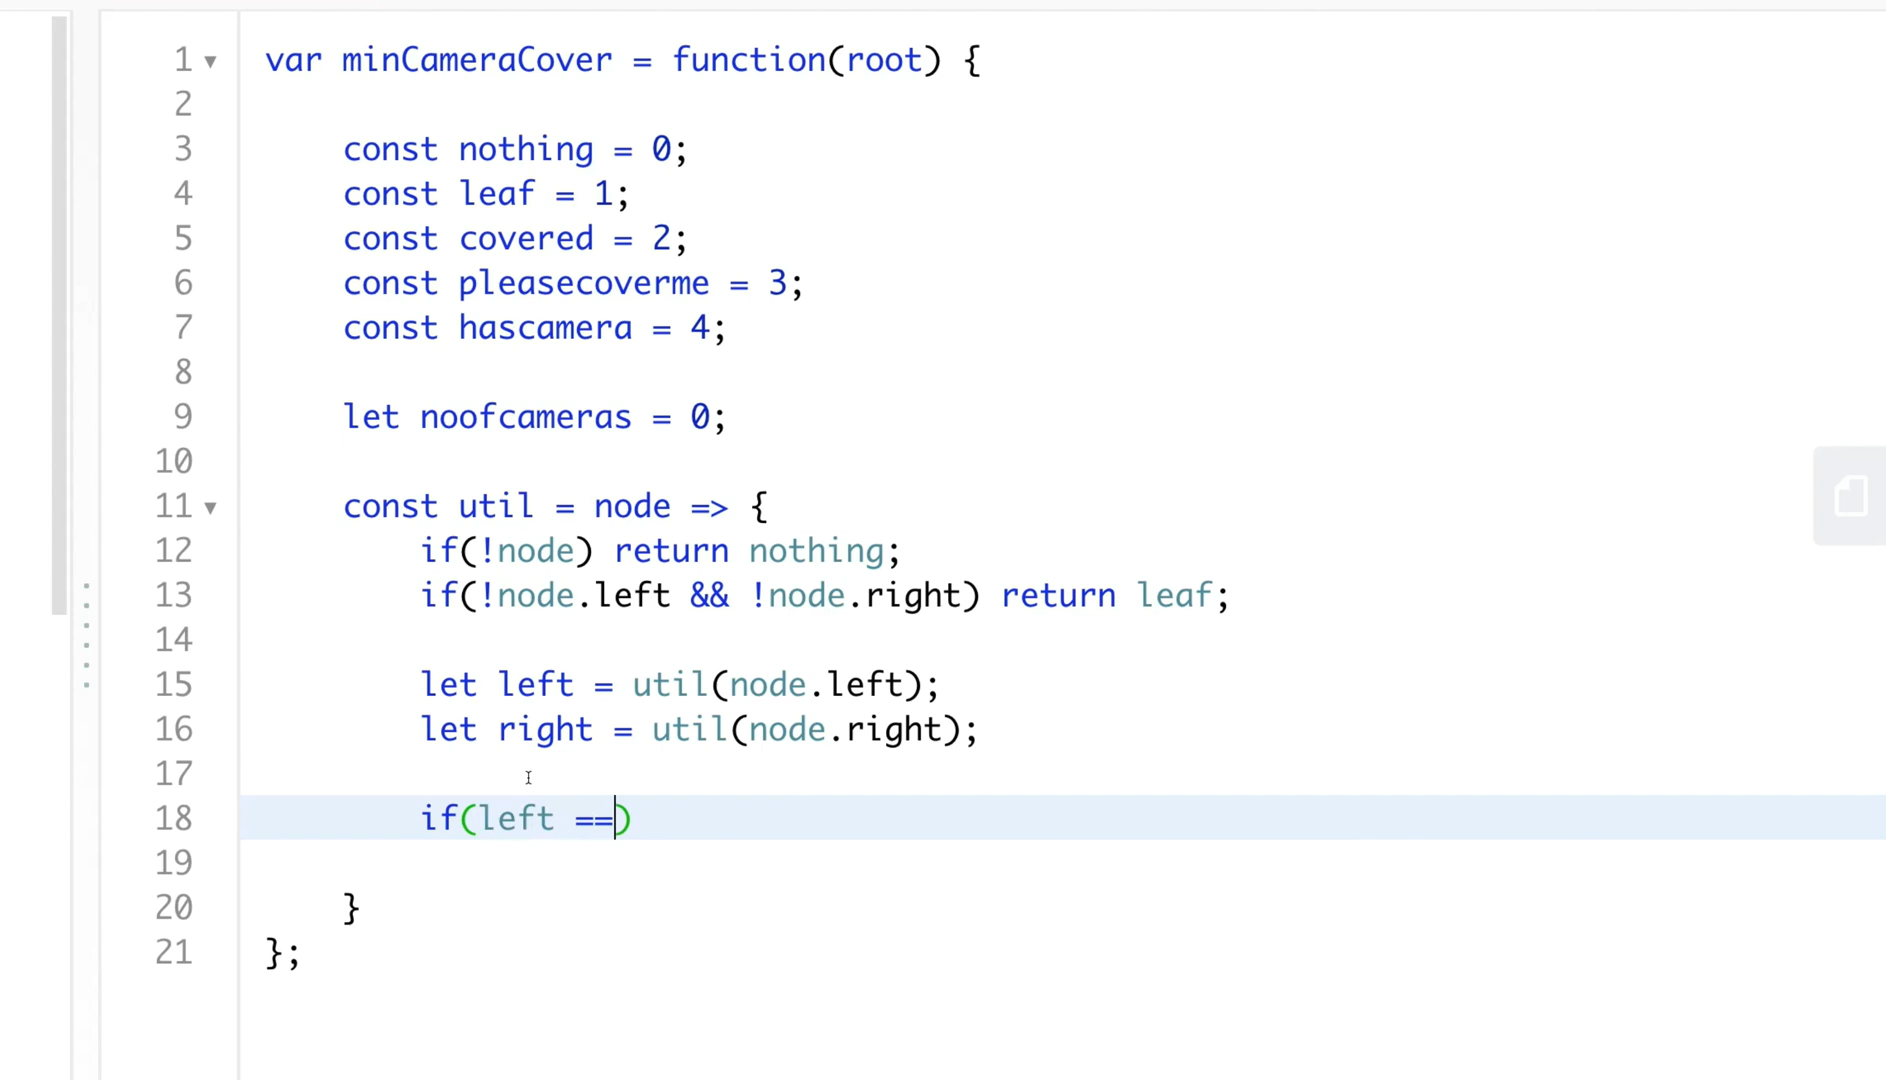 1 var minCameraCover = function(root) {
2
3 const nothing = 0;
4 const leaf = 1;
5 const covered = 2;
6 const pleasecoverme = 3;
7 const hascamera = 4;
8
9 let noofcameras = 0;
10
11 const util = node => {
12 if(!node) return nothing;
13 if(!node.left && !node.right) return leaf;
14
15 let left = util(node.left);
16 let right = util(node.right);
17
18 if(left ==)
19
20 }
21 };